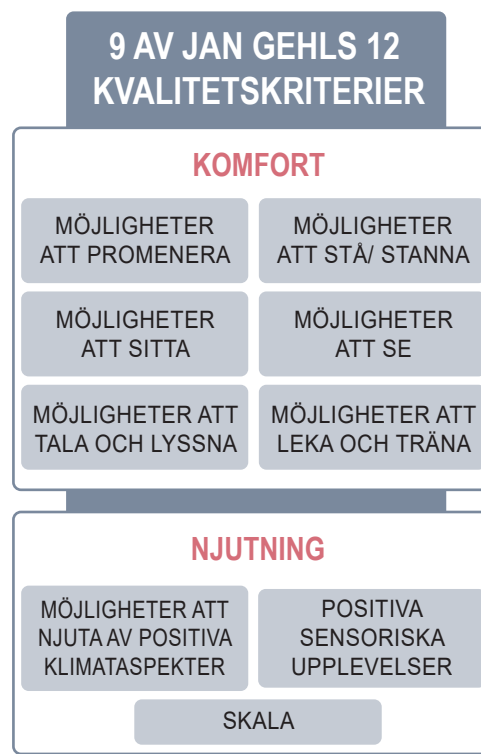 9 AV JAN GEHLS 12
KVALITETSKRITERIER
KOMFORT
MÖJLIGHETER
ATT PROMENERA
MÖJLIGHETER
ATT STÅ/ STANNA
MÖJLIGHETER
ATT SITTA
MÖJLIGHETER
ATT SE
MÖJLIGHETER ATT
TALA OCH LYSSNA
MÖJLIGHETER ATT
LEKA OCH TRÄNA
NJUTNING
MÖJLIGHETER ATT
NJUTA AV POSITIVA
KLIMATASPEKTER
POSITIVA
SENSORISKA
UPPLEVELSER
SKALA